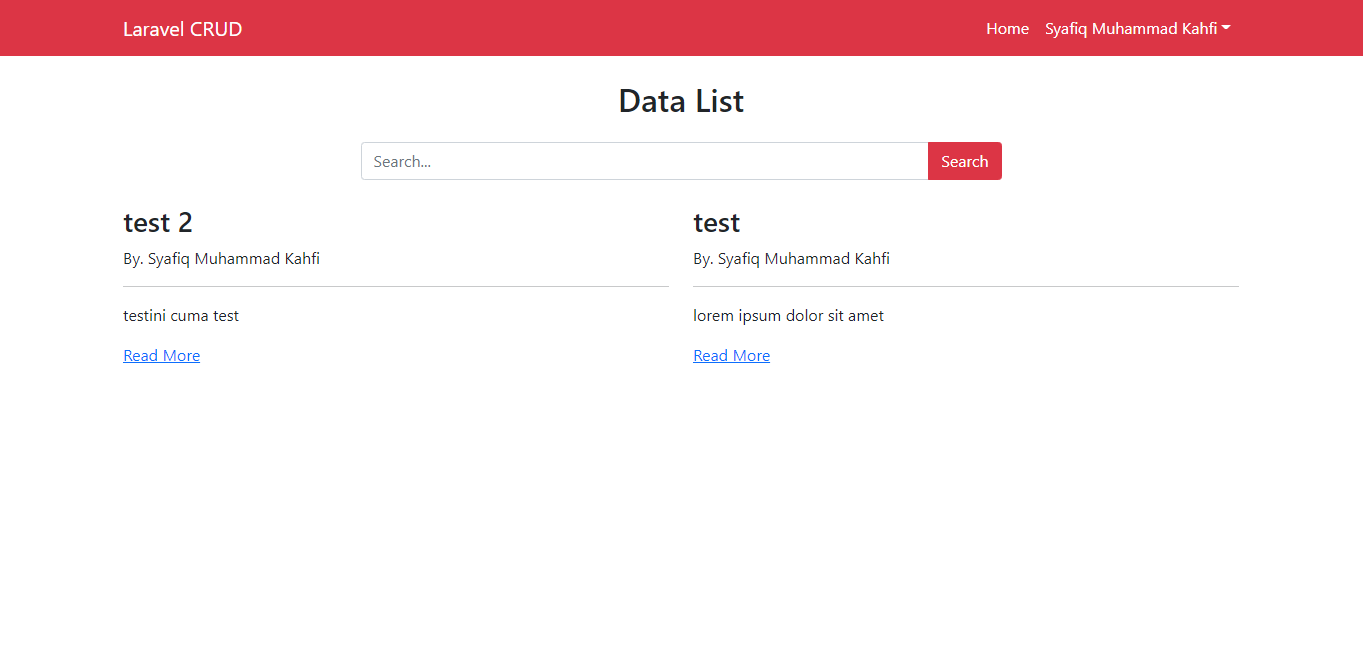 Laravel CRUD
Home
Syafiq Muhammad Kahfi
Data List
Search...
Search
test 2
By. Syafiq Muhammad Kahfi
testini cuma test
Read More
test
By. Syafiq Muhammad Kahfi
lorem ipsum dolor sit amet
Read More